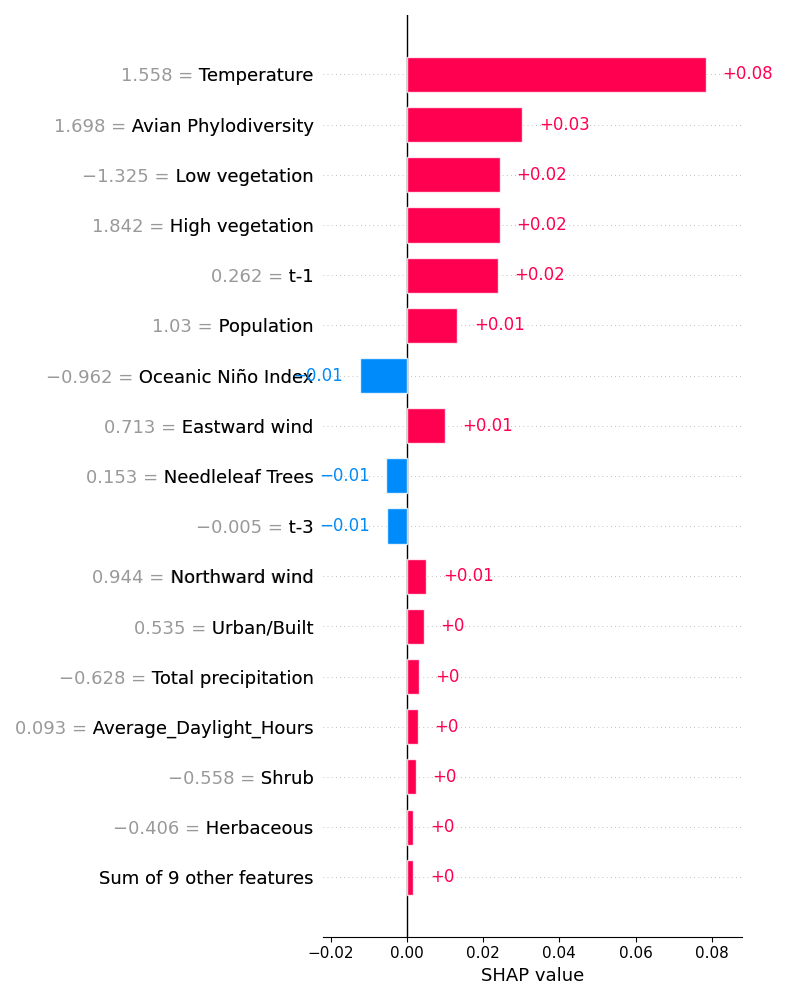 1.558 = Temperature +0.08
1.698 = Avian Phylodiversity +0.03
−1.325 = Low vegetation +0.02
1.842 = High vegetation +0.02
0.262 = t-1 +0.02
1.03 = Population +0.01
−0.962 = Oceanic Niño Index −0.01
0.713 = Eastward wind +0.01
0.153 = Needleleaf Trees −0.01
−0.005 = t-3 −0.01
0.944 = Northward wind +0.01
0.535 = Urban/Built +0
−0.628 = Total precipitation +0
0.093 = Average_Daylight_Hours +0
−0.558 = Shrub +0
−0.406 = Herbaceous +0
Sum of 9 other features +0
−0.02 0.00 0.02 0.04 0.06 0.08
SHAP value